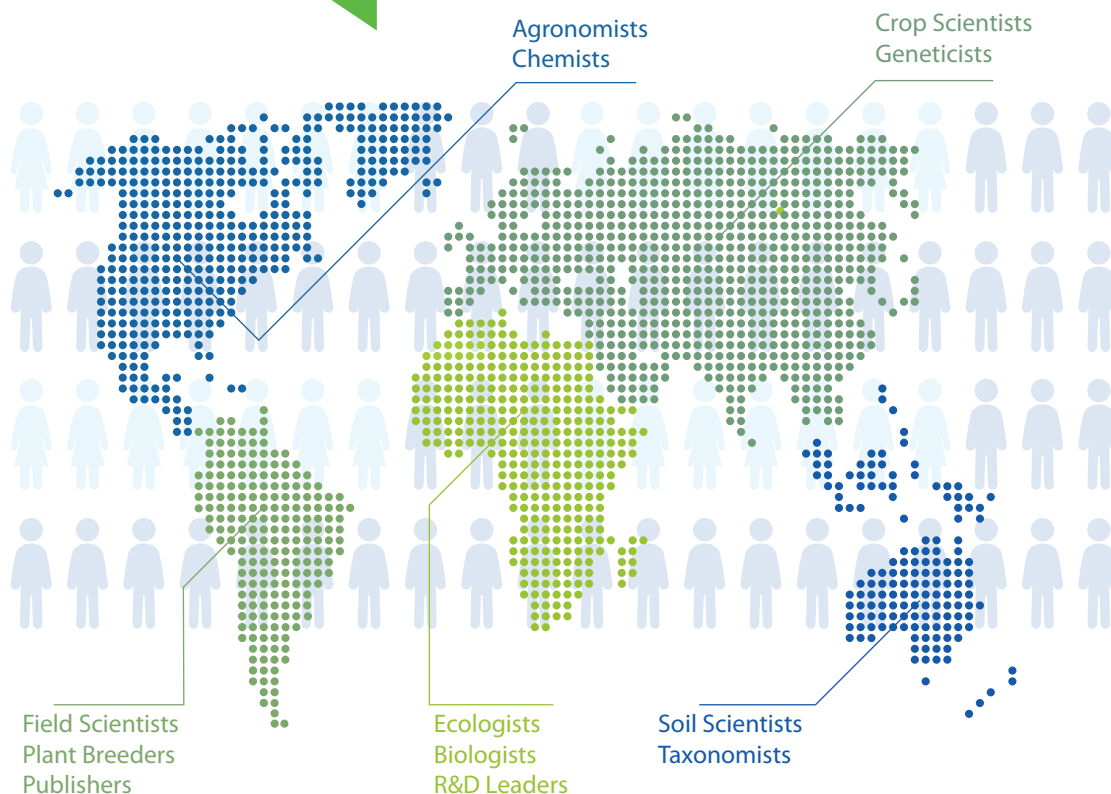 Agronomists
Chemists
Crop Scientists
Geneticists
Field Scientists
Plant Breeders
Publishers
Ecologists
Biologists
R&D Leaders
Soil Scientists
Taxonomists